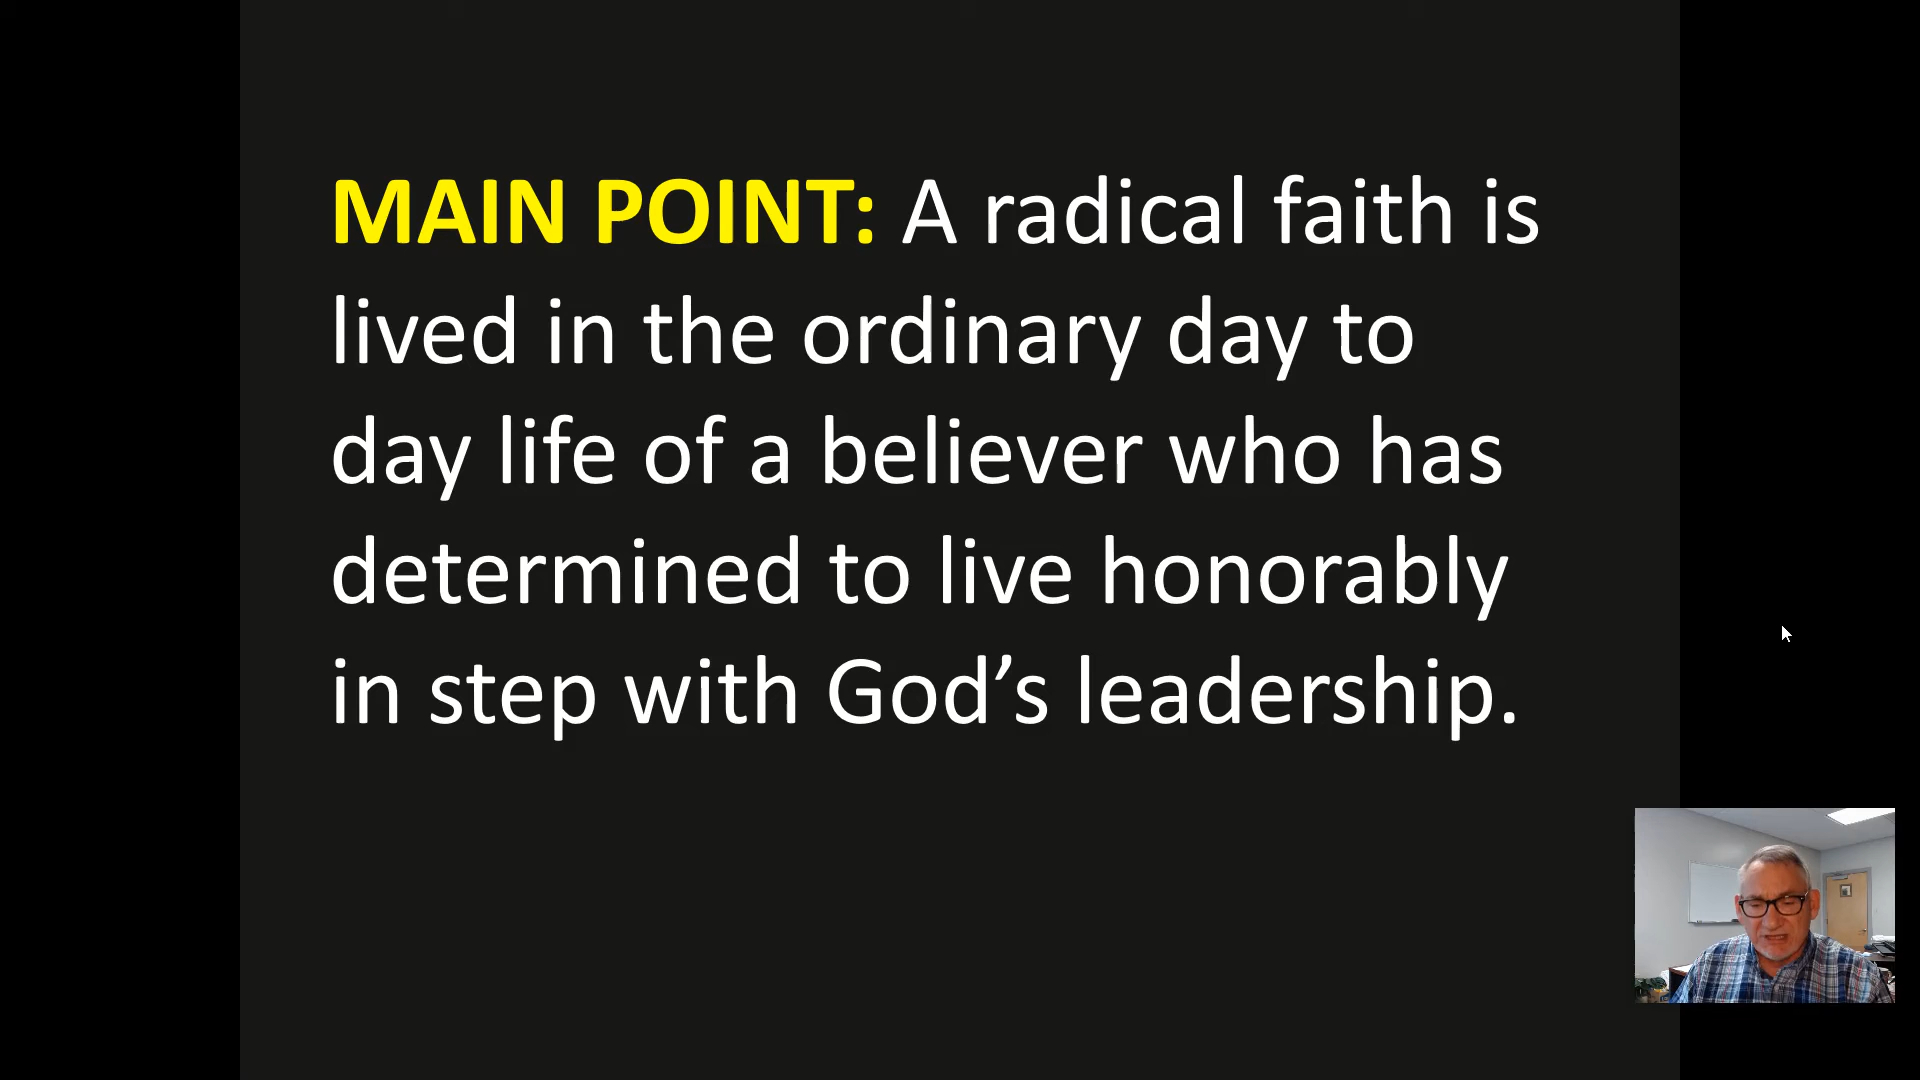 MAIN POINT: A radical faith is
lived in the ordinary day to
day life of a believer who has
determined to live honorably
in step with God’s leadership.